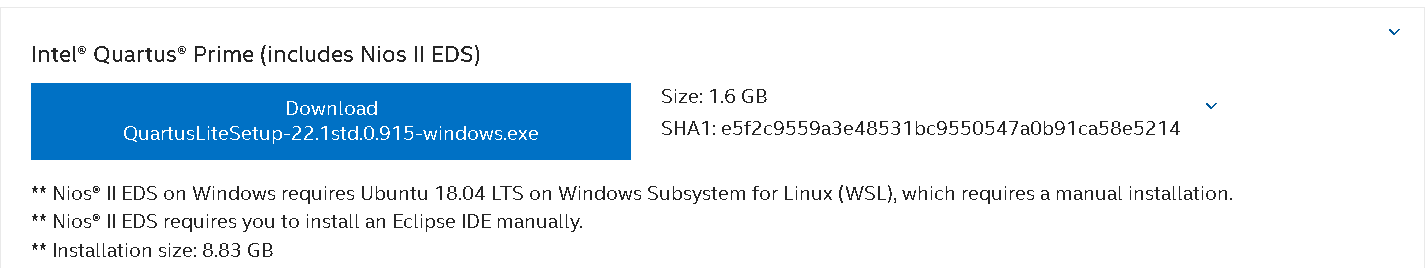 Intel® Quartus® Prime (includes Nios II EDS)
Download
QuartusLiteSetup-22.1std.0.915-windows.exe
Size: 1.6 GB
SHA1: e5f2c9559a3e48531bc9550547a0b91ca58e5214
** Nios® II EDS on Windows requires Ubuntu 18.04 LTS on Windows Subsystem for Linux (WSL), which requires a manual installation.
** Nios® II EDS requires you to install an Eclipse IDE manually.
** Installation size: 8.83 GB